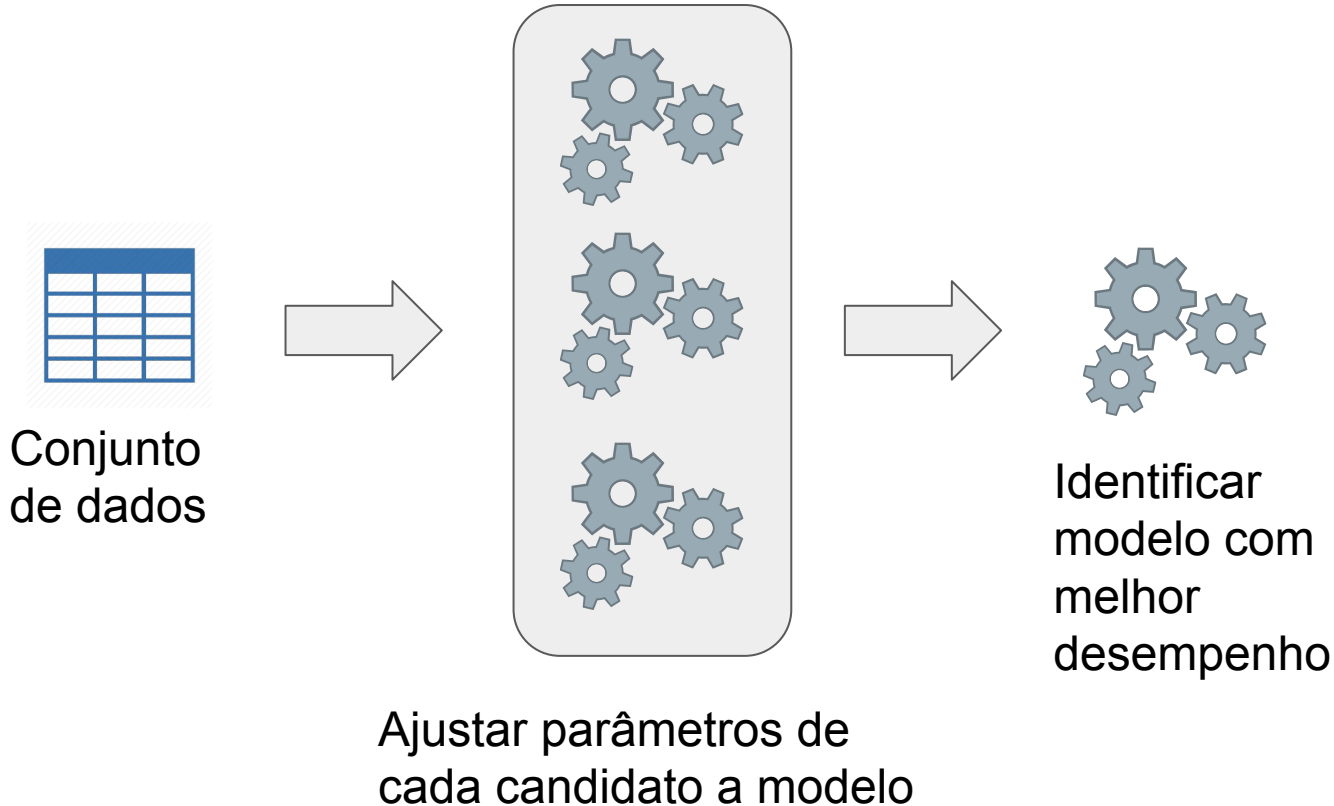 Conjunto
de dados
Ajustar parâmetros de
cada candidato a modelo
Identificar
modelo com
melhor
desempenho